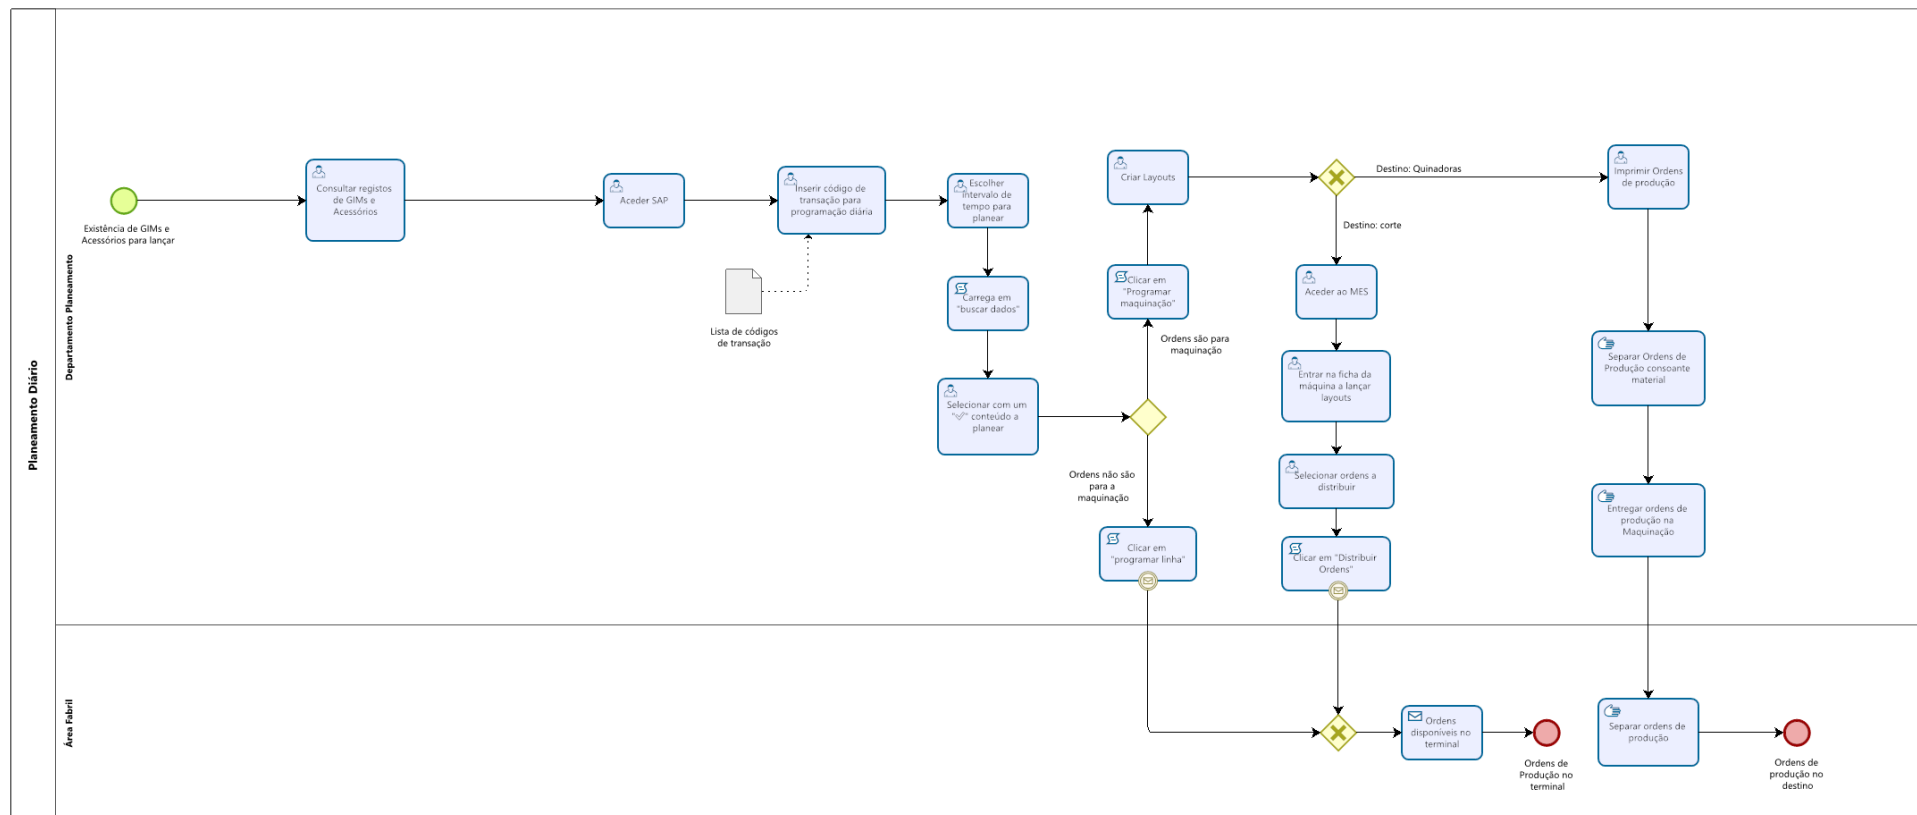 Planeamento Diário
Departamento Planeamento
Existência de GIMs e
Acessórios para lançar
Consultar registos
de GIMs e
Acessórios
Aceder SAP
Inserir código de
transação para
programação diária
Lista de códigos
de transação
Escolher
Intervalo de
tempo para
planear
Carrega em
"buscar dados"
Selecionar com um
"✓" conteúdo a
planear
Ordens são para
maquinação
Clicar em
"Programar
maquinação"
Criar Layouts
Ordens não são
para a
maquinação
Clicar em
"programar linha"
Destino: Quinadoras
Destino: corte
Aceder ao MES
Entrar na ficha da
máquina a lançar
layouts
Selecionar ordens a
distribuir
Clicar em "Distribuir
Ordens"
Imprimir Ordens
de produção
Separar Ordens de
Produção consoante
material
Entregar ordens de
produção na
Maquinação
Área Fabril
Ordens
disponíveis no
terminal
Ordens de
Produção no
terminal
Separar ordens de
produção
Ordens de
produção no
destino